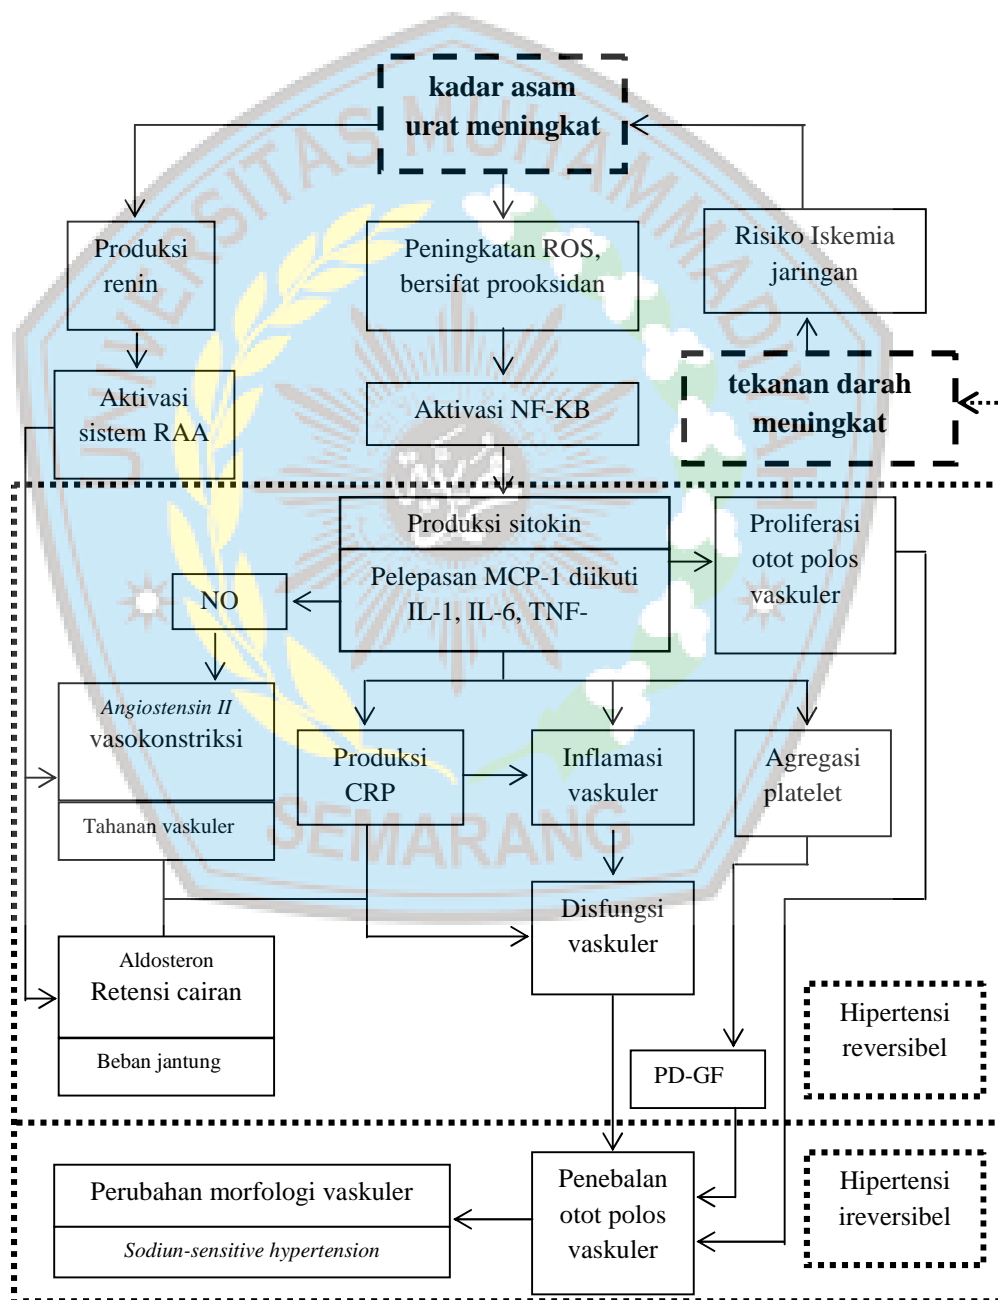 kadar asam
urat meningkat
Produksi
renin
Peningkatan ROS,
bersifat prooksidan
Risiko Iskemia
jaringan
Aktivasi
sistem RAA
Aktivasi NF-KB
tekanan darah
meningkat
Produksi sitokin
Pelepasan MCP-1 diikuti
IL-1, IL-6, TNF-
Proliferasi
otot polos
vaskuler
NO
Angiostensin II
vasokonstriksi
Tahanan vaskuler
Produksi
CRP
Inflamasi
vaskuler
Agregasi
platelet
Disfungsi
vaskuler
Aldosteron
Retensi cairan
Beban jantung
PD-GF
Hipertensi
reversibel
Perubahan morfologi vaskuler
Sodiun-sensitive hypertension
Penebalan
otot polos
vaskuler
Hipertensi
ireversibel
UNIVERSITAS MUHAMMADIYAH
SEMARANG